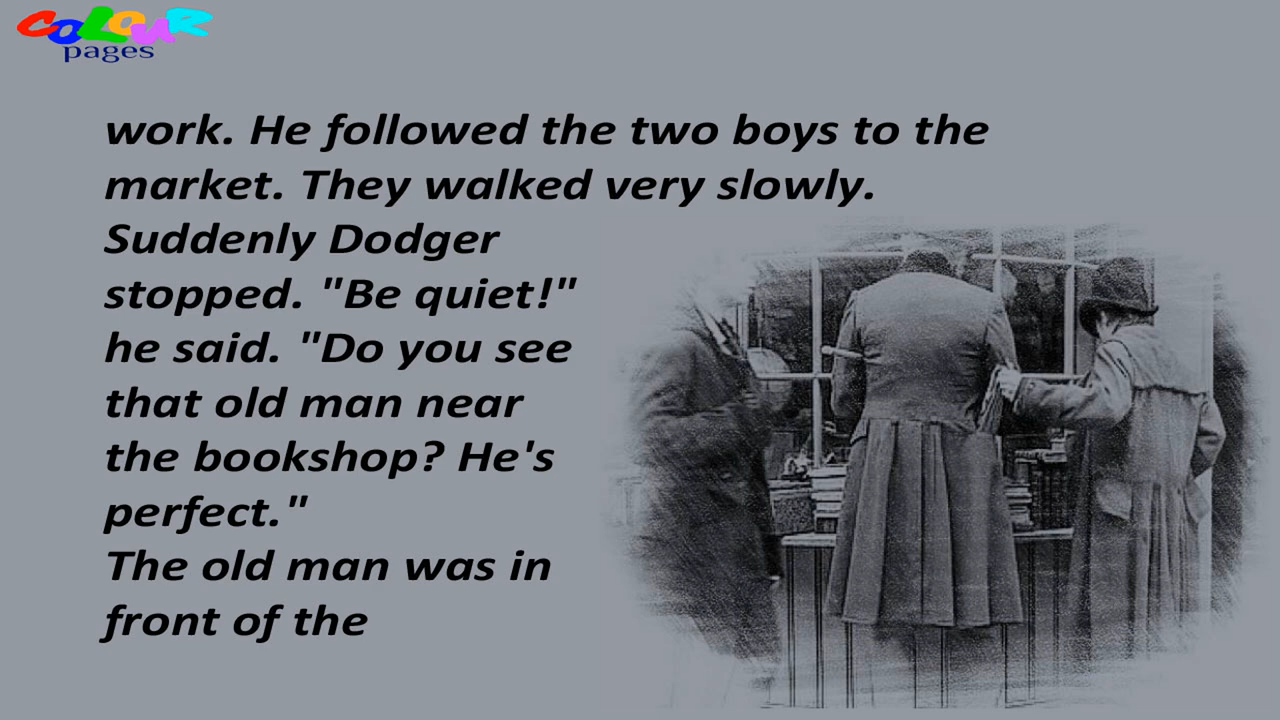 COLOUR
pages
work. He followed the two boys to the
market. They walked very slowly.
Suddenly Dodger
stopped. "Be quiet!"
he said. "Do you see
that old man near
the bookshop? He's
perfect."
The old man was in
front of the